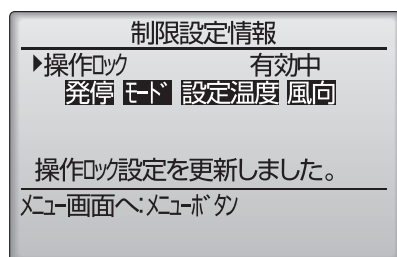 制限設定情報
▶操作ロック 有効中
発停 モード 設定温度 風向
操作ロック設定を更新しました。
メニュー画面へ:メニューボタン